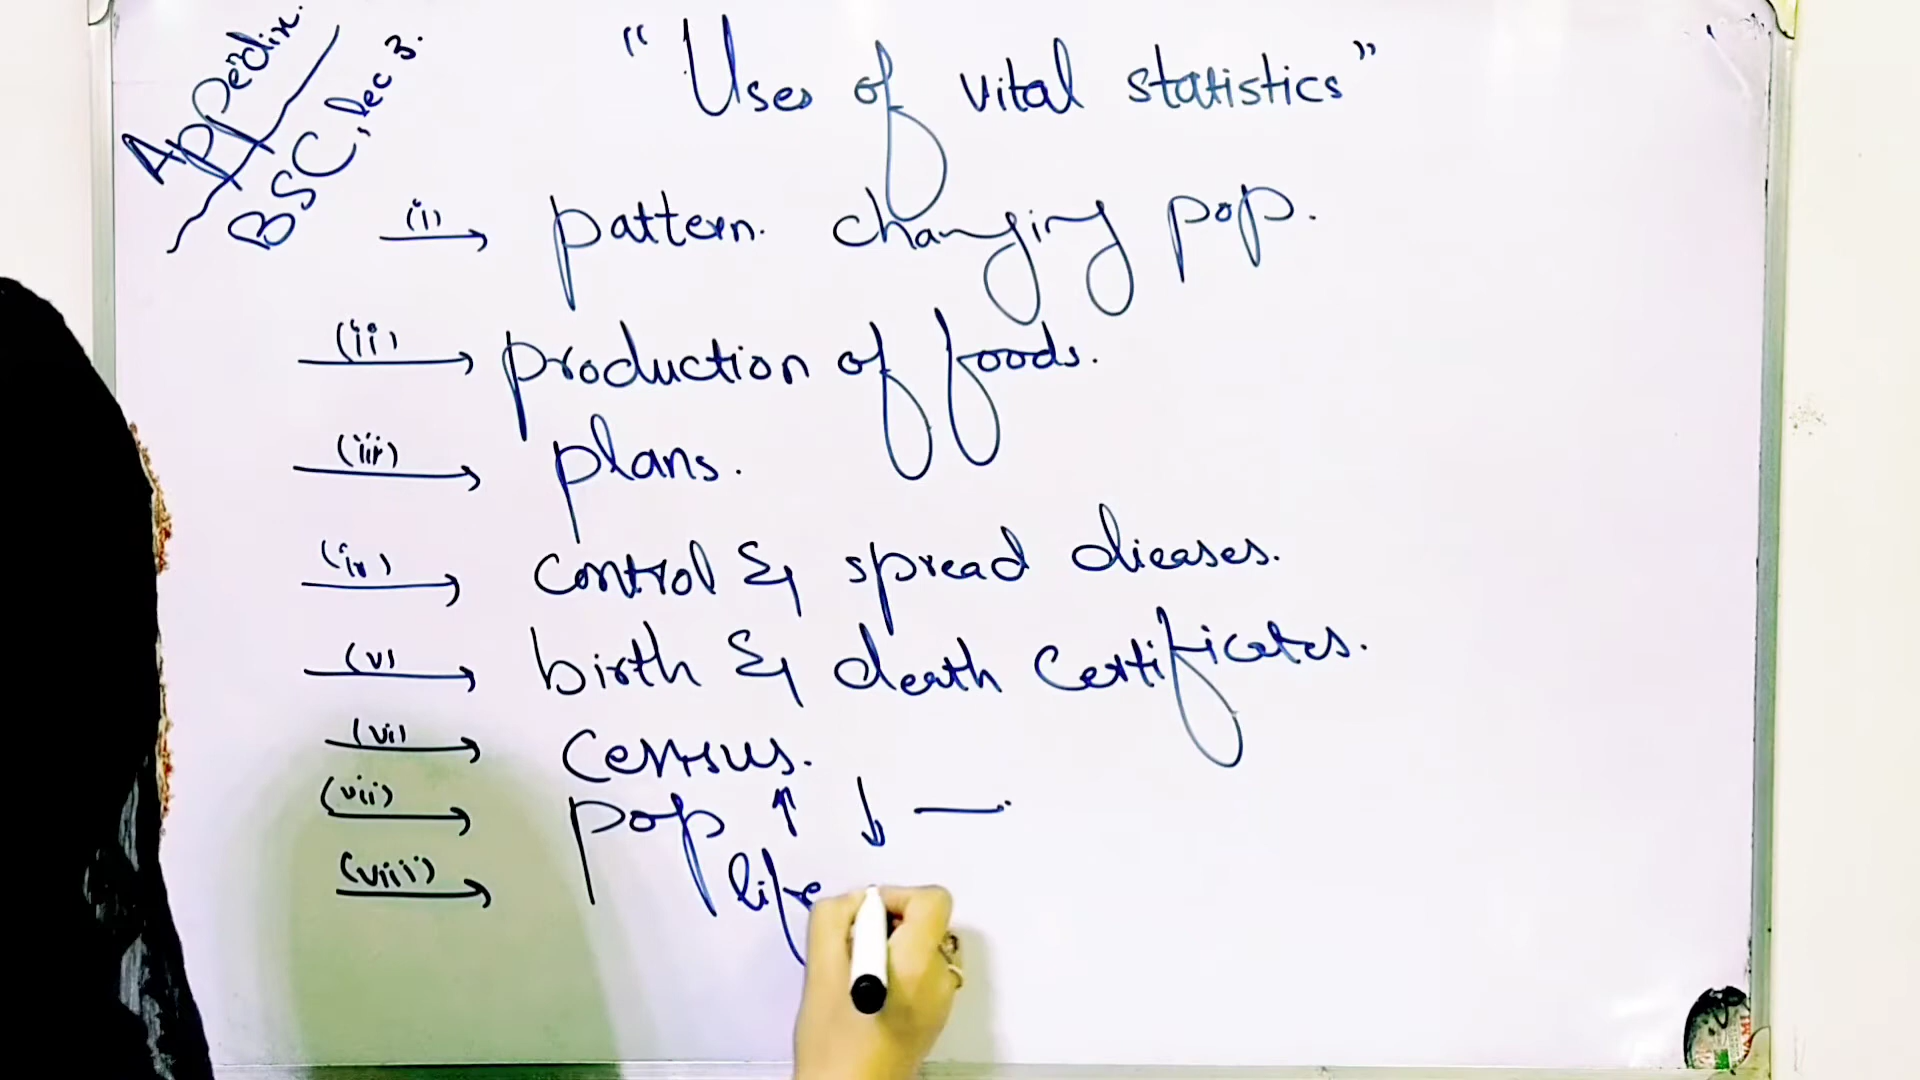 Appedix.
BSC, Dec 3.
"Uses of vital statistics"
(i) → pattern. changing pop.
(ii) → production of foods.
(iii) → plans.
(iv) → control & spread dieases.
(v) → birth & death certificates.
(vi) → Census.
(vii) → pop ↑ ↓ —
(viii) → life